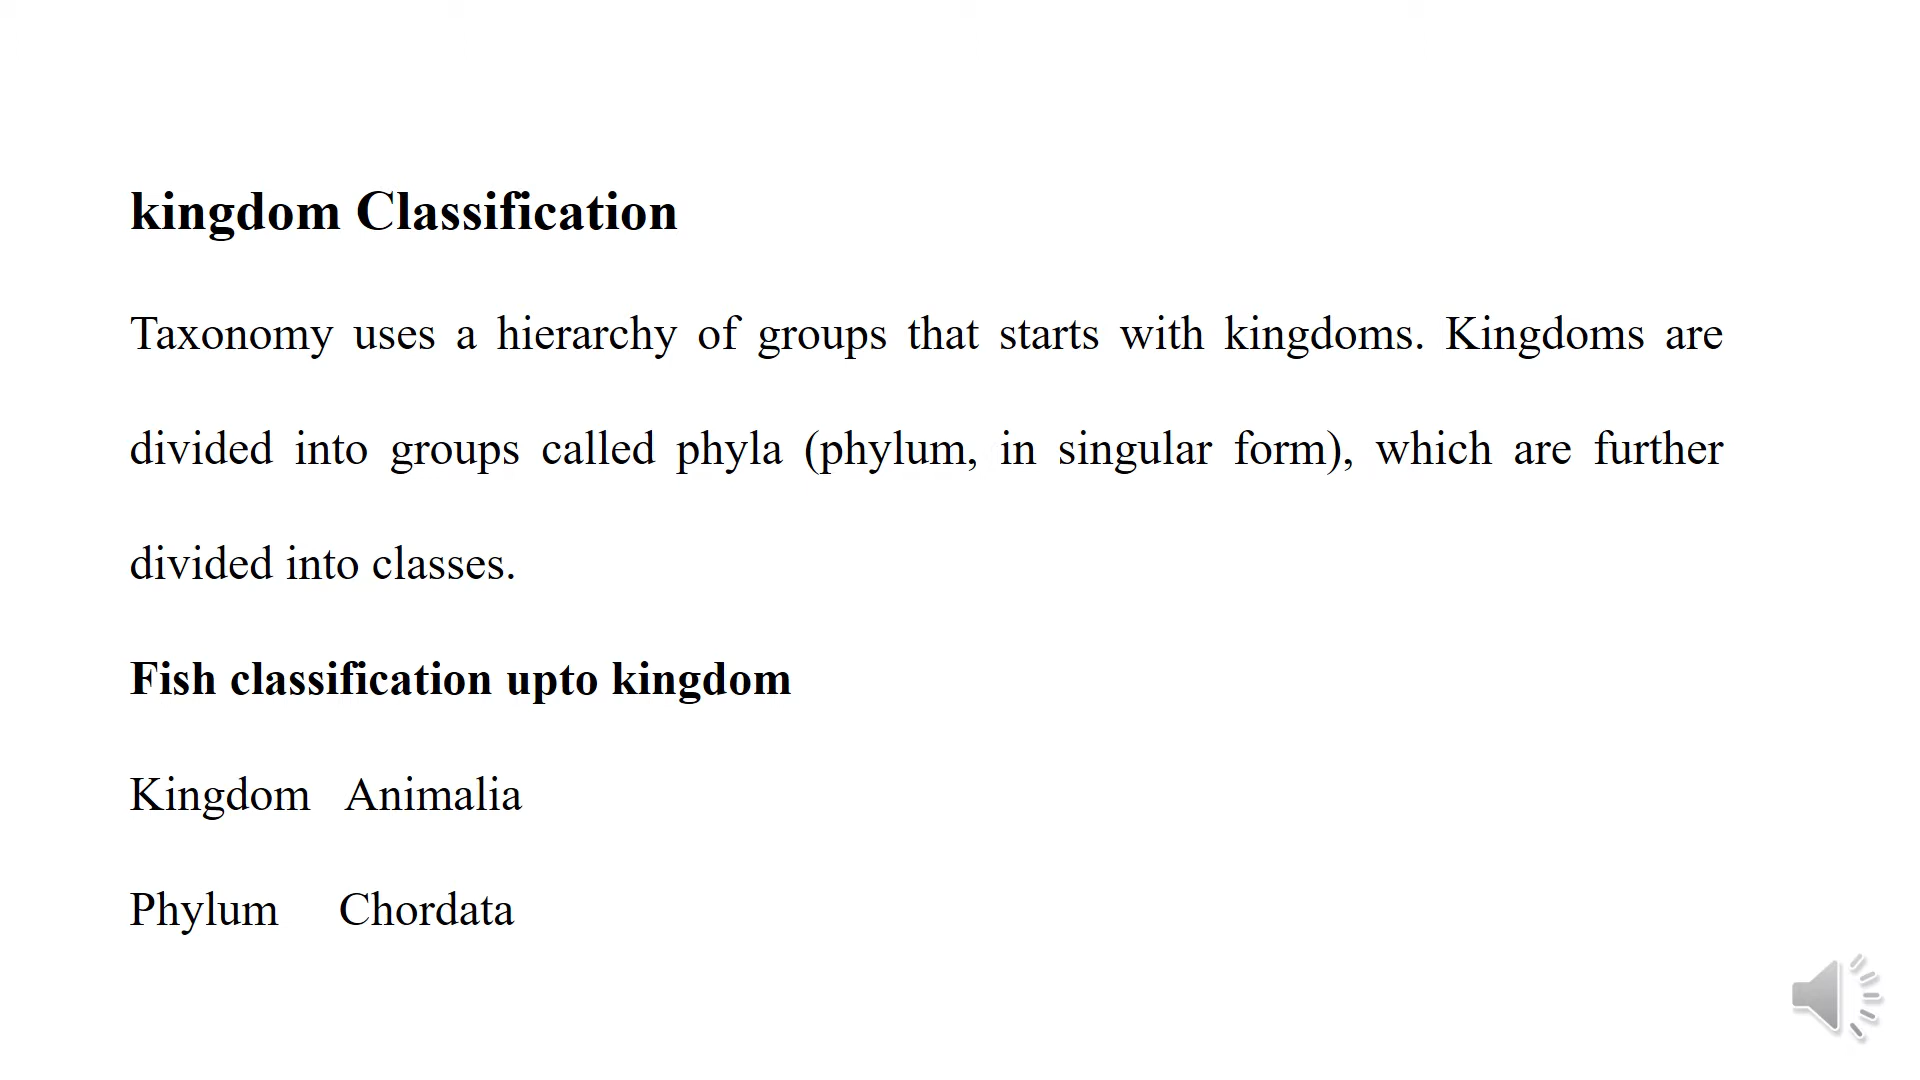 kingdom Classification
Taxonomy uses a hierarchy of groups that starts with kingdoms. Kingdoms are
divided into groups called phyla (phylum, in singular form), which are further
divided into classes.
Fish classification upto kingdom
Kingdom Animalia
Phylum Chordata